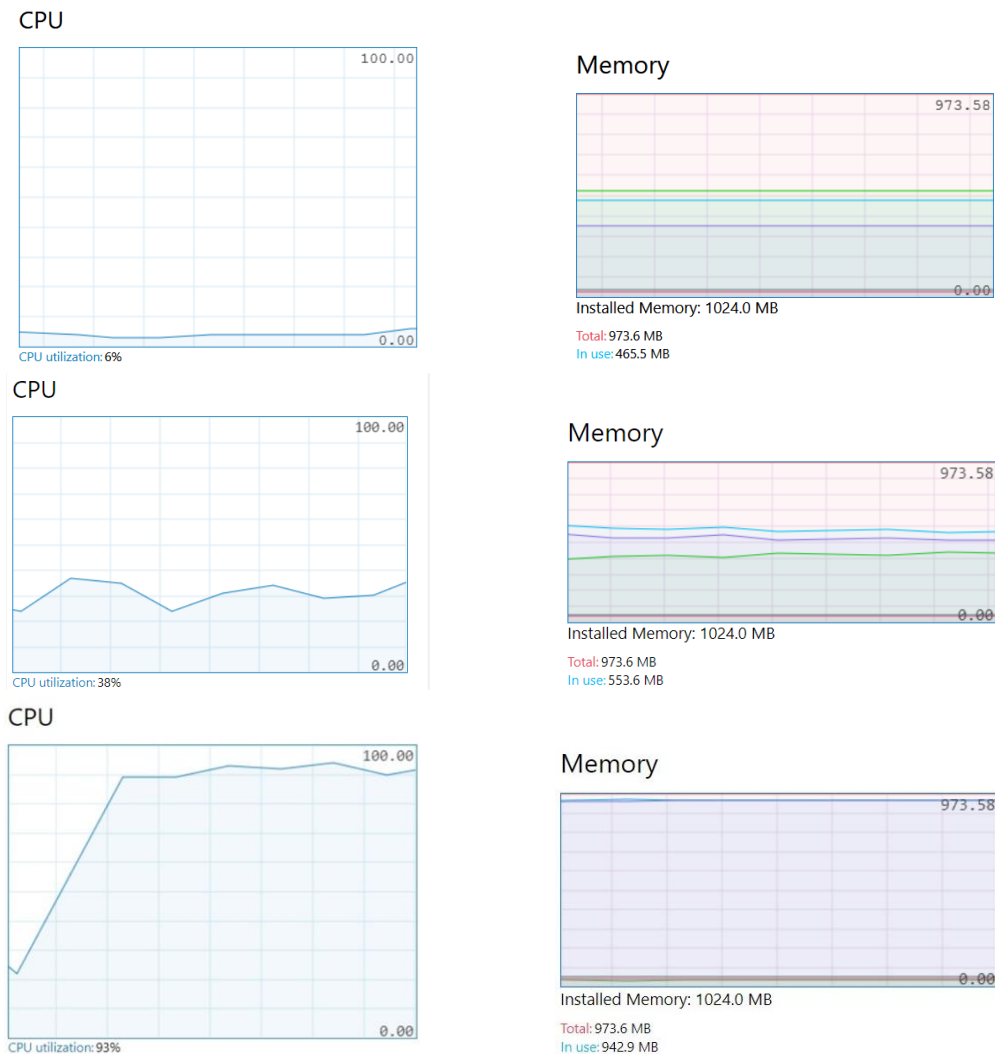 CPU
100.00
0.00
CPU utilization: 6%
Memory
973.58
0.00
Installed Memory: 1024.0 MB
Total: 973.6 MB
In use: 465.5 MB
CPU
100.00
0.00
CPU utilization: 38%
Memory
973.58
0.00
Installed Memory: 1024.0 MB
Total: 973.6 MB
In use: 553.6 MB
CPU
100.00
0.00
CPU utilization: 93%
Memory
973.58
0.00
Installed Memory: 1024.0 MB
Total: 973.6 MB
In use: 942.9 MB